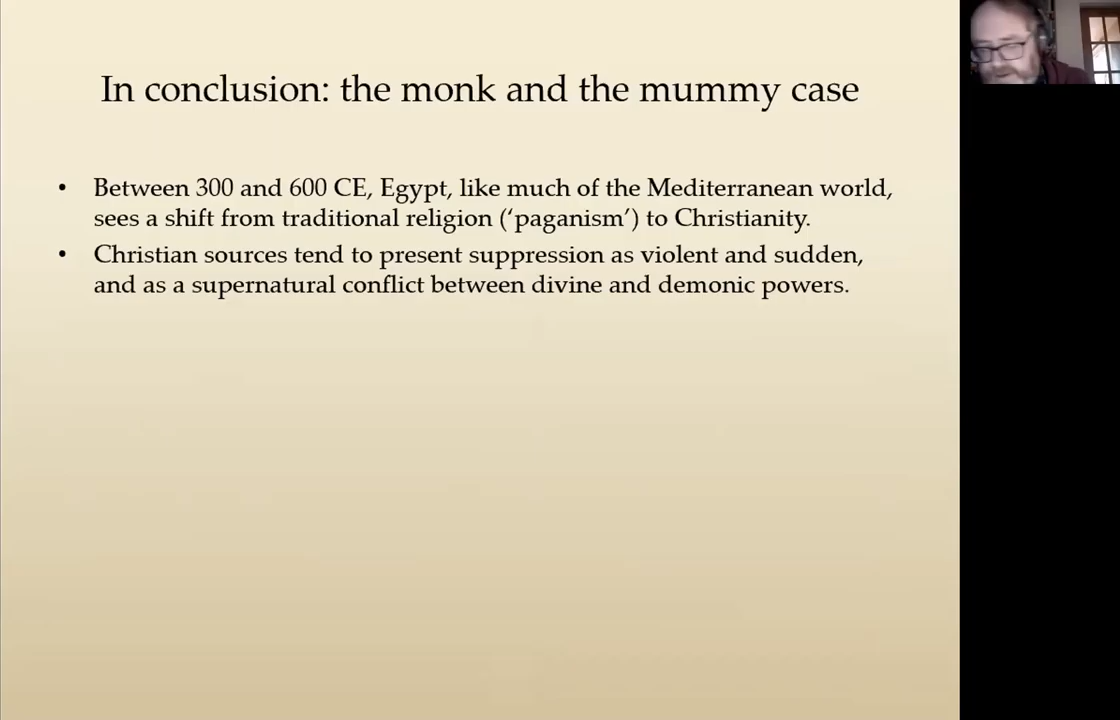 In conclusion: the monk and the mummy case
• Between 300 and 600 CE, Egypt, like much of the Mediterranean world,
sees a shift from traditional religion (‘paganism’) to Christianity.
• Christian sources tend to present suppression as violent and sudden,
and as a supernatural conflict between divine and demonic powers.